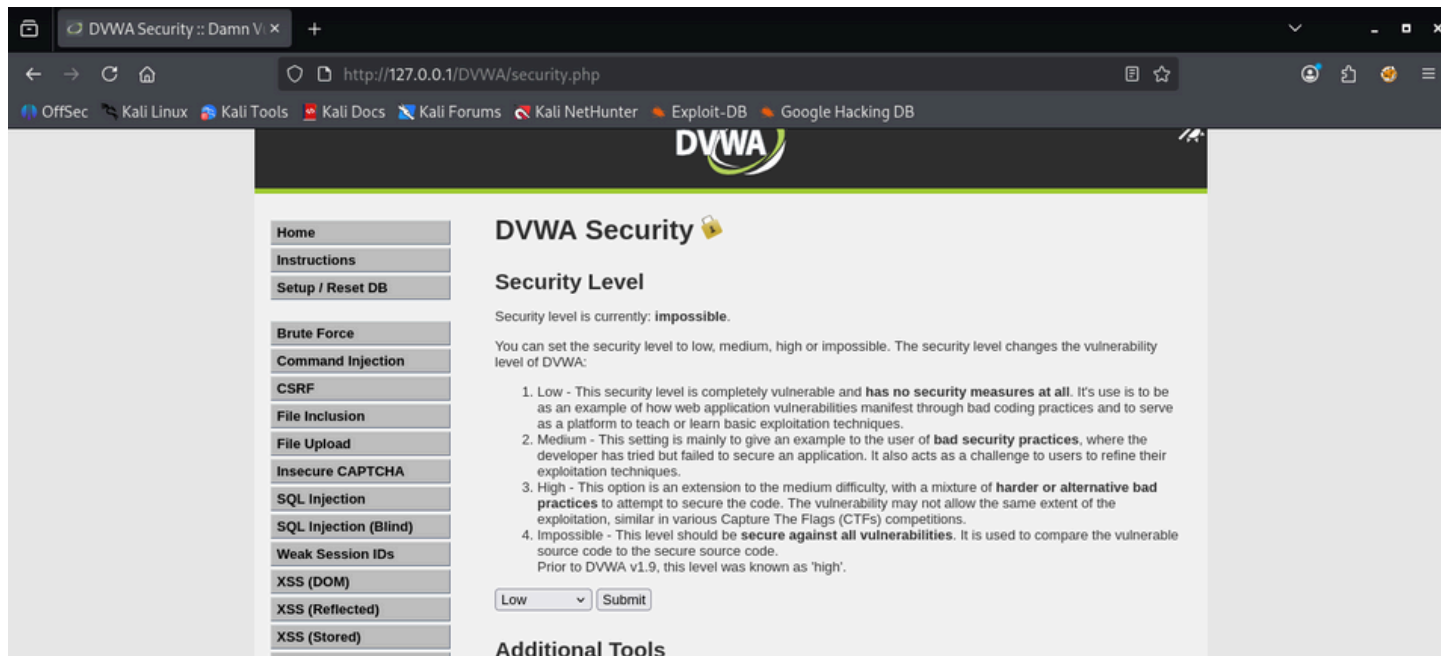 DVWA Security :: Damn Vu
http://127.0.0.1/DVWA/security.php
OffSec Kali Linux Kali Tools Kali Docs Kali Forums Kali NetHunter Exploit-DB Google Hacking DB
DVWA
Home
Instructions
Setup / Reset DB
Brute Force
Command Injection
CSRF
File Inclusion
File Upload
Insecure CAPTCHA
SQL Injection
SQL Injection (Blind)
Weak Session IDs
XSS (DOM)
XSS (Reflected)
XSS (Stored)
DVWA Security
Security Level
Security level is currently: impossible.
You can set the security level to low, medium, high or impossible. The security level changes the vulnerability
level of DVWA:
1. Low - This security level is completely vulnerable and has no security measures at all. It's use is to be
as an example of how web application vulnerabilities manifest through bad coding practices and to serve
as a platform to teach or learn basic exploitation techniques.
2. Medium - This setting is mainly to give an example to the user of bad security practices, where the
developer has tried but failed to secure an application. It also acts as a challenge to users to refine their
exploitation techniques.
3. High - This option is an extension to the medium difficulty, with a mixture of harder or alternative bad
practices to attempt to secure the code. The vulnerability may not allow the same extent of the
exploitation, similar in various Capture The Flags (CTFs) competitions.
4. Impossible - This level should be secure against all vulnerabilities. It is used to compare the vulnerable
source code to the secure source code.
Prior to DVWA v1.9, this level was known as 'high'.
Low Submit
Additional Tools